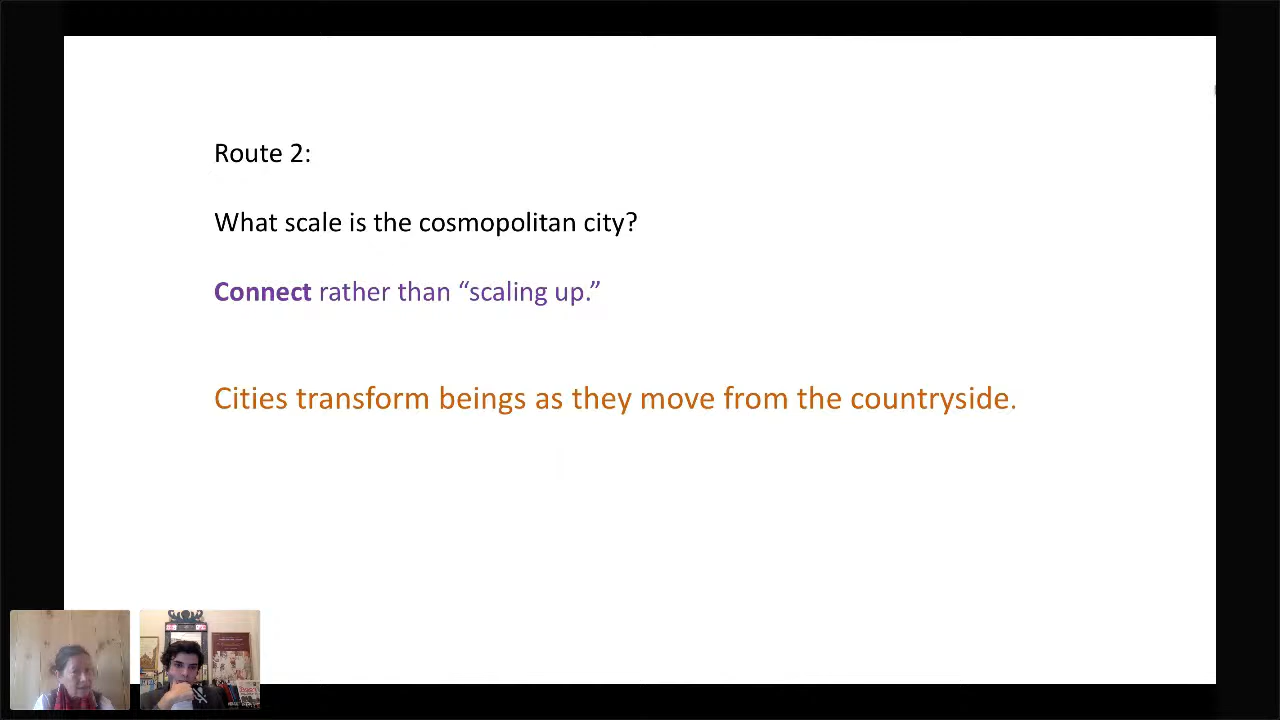 Route 2:
What scale is the cosmopolitan city?
Connect rather than “scaling up.”
Cities transform beings as they move from the countryside.